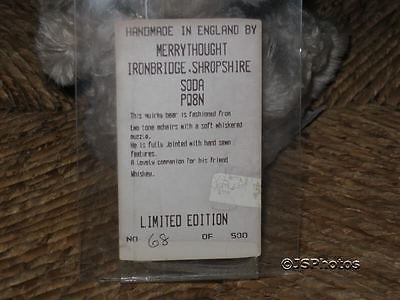 HANDMADE IN ENGLAND BY
MERRYTHOUGHT
IRONBRIDGE.SHROPSHIRE
SODA
PQ8N
This quirky bear is fashioned from
two tone mohairs with a soft whiskered
muzzle.
He is fully jointed with hand sewn
features.
A lovely companion for his friend
Whiskey.
LIMITED EDITION
NO 68 OF 500
©JSPhotos